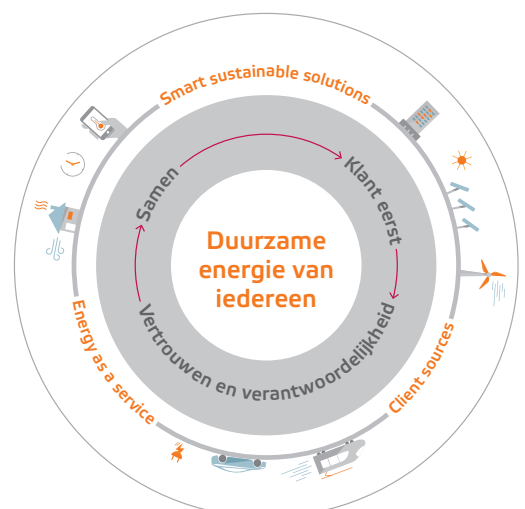 Smart sustainable solutions
Samen
Klant eerst
Duurzame
energie van
iedereen
Vertrouwen en verantwoordelijkheid
Energy as a service
Client sources